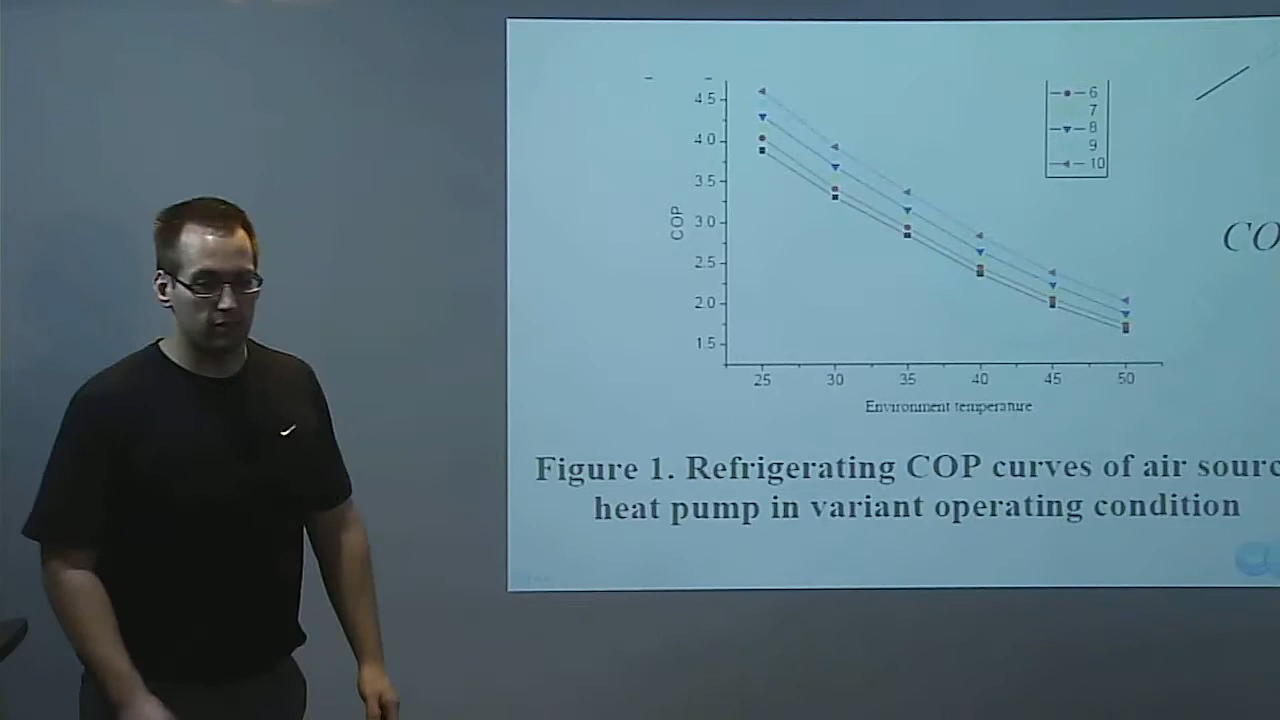 4.5
4.0
3.5
3.0
2.5
2.0
1.5
COP
25 30 35 40 45 50
Environment temperature
6
7
8
9
10
CO
Figure 1. Refrigerating COP curves of air sourc
heat pump in variant operating condition